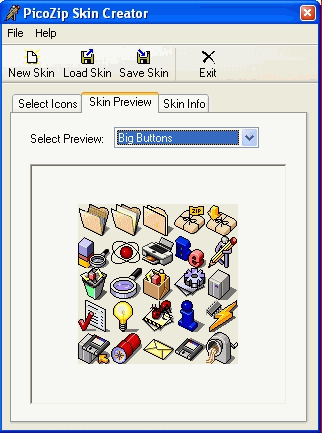 PicoZip Skin Creator
File Help
New Skin Load Skin Save Skin Exit
Select Icons Skin Preview Skin Info
Select Preview: Big Buttons
ZIP